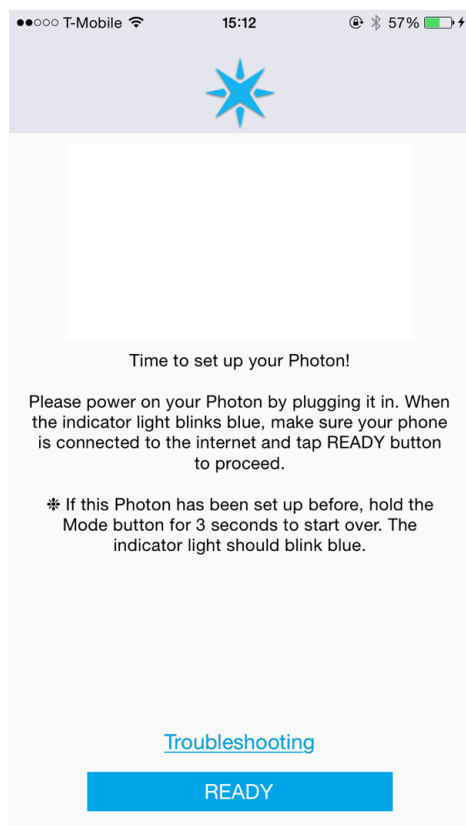 T-Mobile 15:12 57%
Time to set up your Photon!
Please power on your Photon by plugging it in. When
the indicator light blinks blue, make sure your phone
is connected to the internet and tap READY button
to proceed.
❉ If this Photon has been set up before, hold the
Mode button for 3 seconds to start over. The
indicator light should blink blue.
Troubleshooting
READY